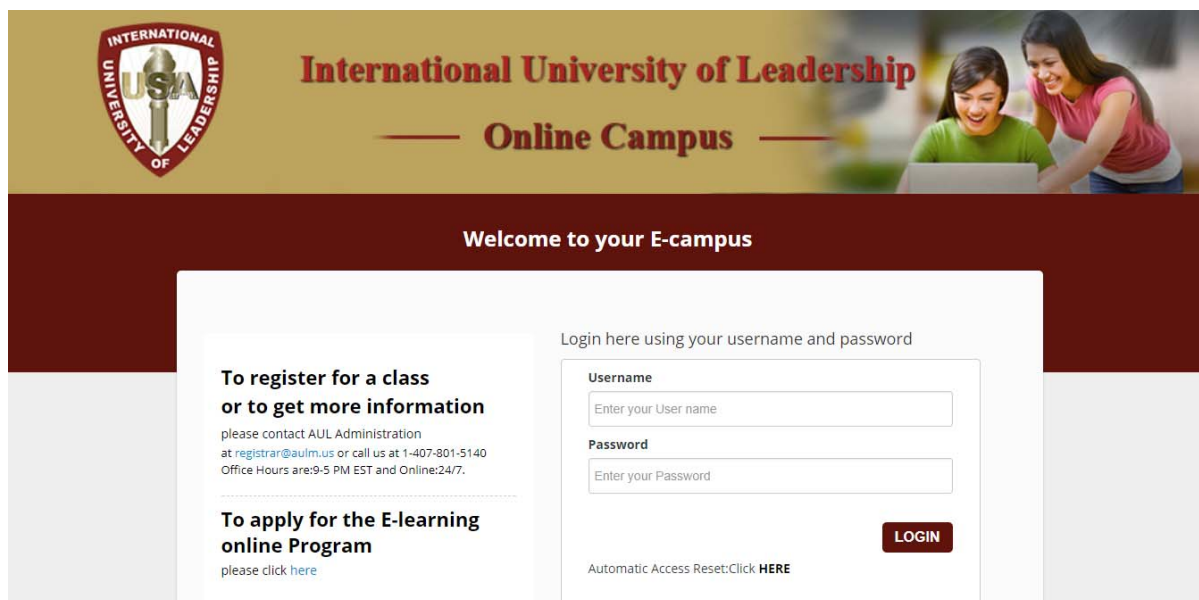 INTERNATIONAL
UNIVERSITY OF LEADERSHIP
USA
International University of Leadership
Online Campus
Welcome to your E-campus
To register for a class
or to get more information
please contact AUL Administration
at registrar@aulm.us or call us at 1-407-801-5140
Office Hours are:9-5 PM EST and Online:24/7.
To apply for the E-learning
online Program
please click here
Login here using your username and password
Username
Enter your User name
Password
Enter your Password
LOGIN
Automatic Access Reset:Click HERE